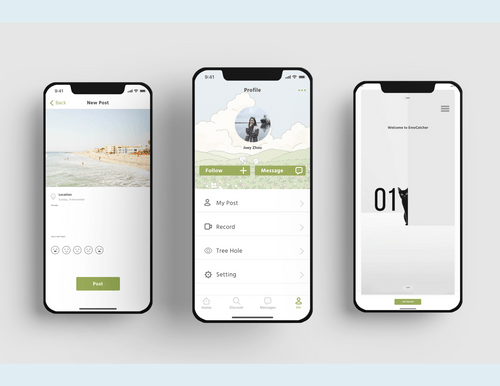 9:41
Back
New Post
Location
Post
9:41
Profile
Joey Zhou
Follow
Message
My Post
Record
Tree Hole
Setting
Home
Discover
Messages
Me
Welcome to EmoCatcher
01